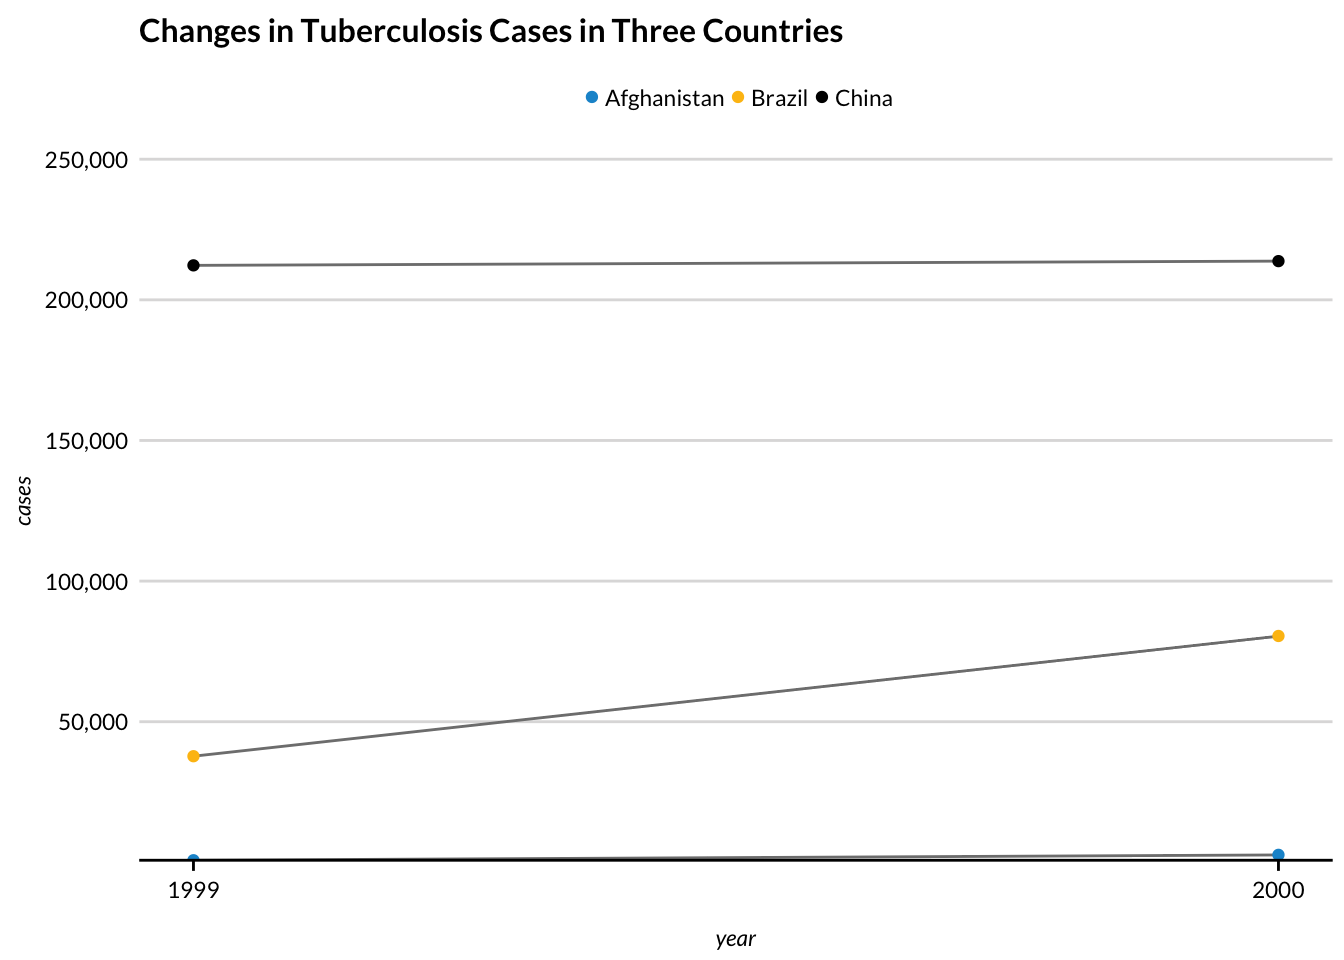 Changes in Tuberculosis Cases in Three Countries
Afghanistan Brazil China
250,000
200,000
150,000
100,000
50,000
cases
1999 2000
year